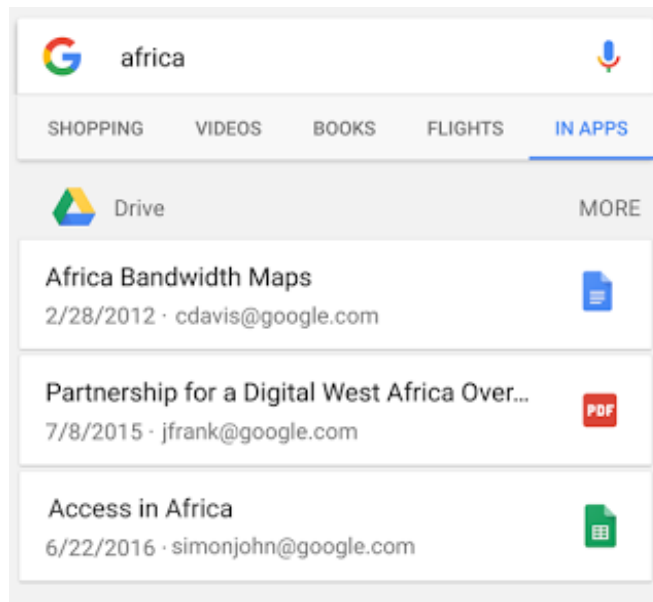 africa
SHOPPING VIDEOS BOOKS FLIGHTS IN APPS
Drive MORE
Africa Bandwidth Maps
2/28/2012 · cdavis@google.com
Partnership for a Digital West Africa Over...
PDF
7/8/2015 · jfrank@google.com
Access in Africa
6/22/2016 · simonjohn@google.com